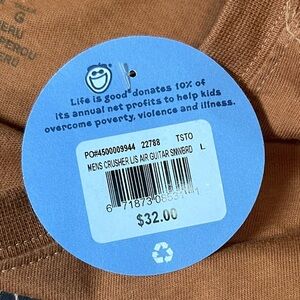 Life is good® donates 10% of
its annual net profits to help kids
overcome poverty, violence and illness.
PO#4500009944 22788 TSTO
MENS CRUSHER L/S AIR GUITAR SNWBRD L
$32.00